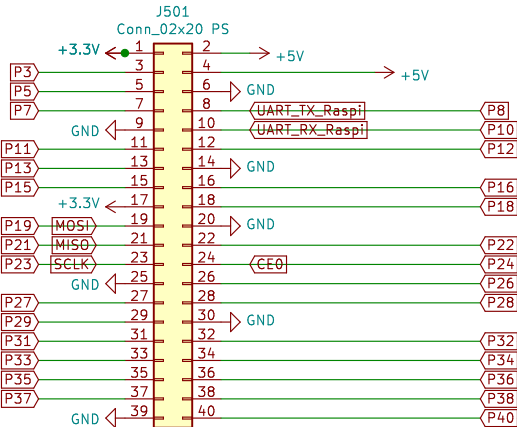 J501
Conn_02x20 PS
+3.3V 1 2 +5V
P3 3 4 +5V
P5 5 6 GND
P7 7 8 UART_TX_Raspi P8
GND 9 10 UART_RX_Raspi P10
P11 11 12 P12
P13 13 14 GND
P15 15 16 P16
+3.3V 17 18 P18
P19 MOSI 19 20 GND
P21 MISO 21 22 P22
P23 SCLK 23 24 CE0 P24
GND 25 26 P26
P27 27 28 P28
P29 29 30 GND
P31 31 32 P32
P33 33 34 P34
P35 35 36 P36
P37 37 38 P38
GND 39 40 P40